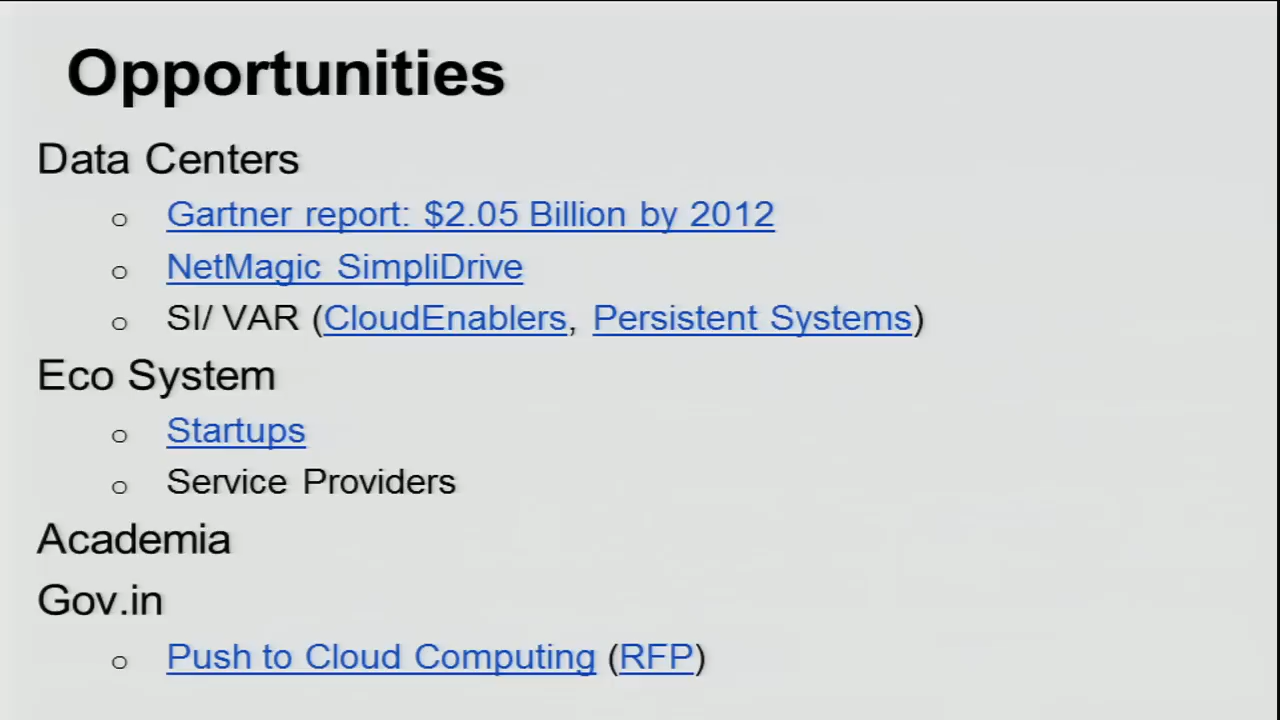 Opportunities
Data Centers
o Gartner report: $2.05 Billion by 2012
o NetMagic SimpliDrive
o SI/ VAR (CloudEnablers, Persistent Systems)
Eco System
o Startups
o Service Providers
Academia
Gov.in
o Push to Cloud Computing (RFP)